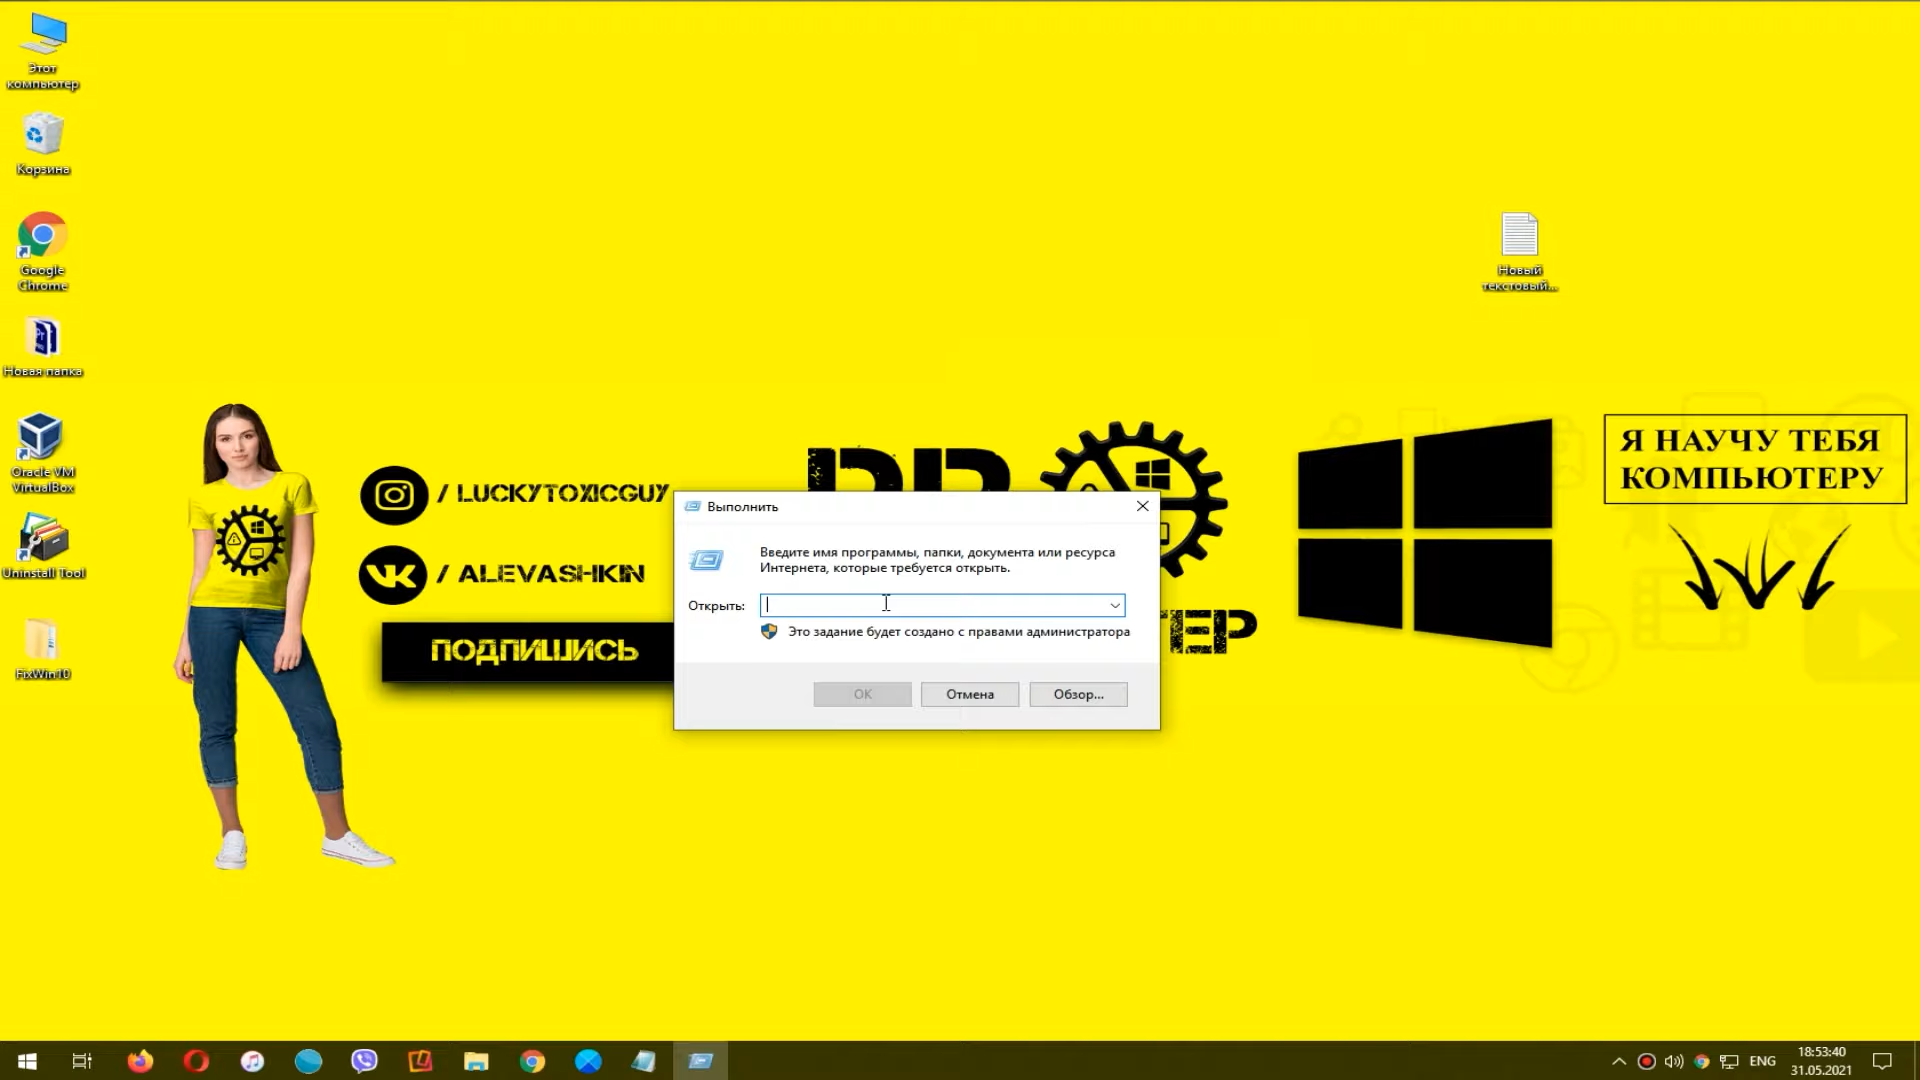 Этот
компьютер
Корзина
Google
Chrome
Новая папка
Oracle VM
VirtualBox
Uninstall Tool
FixWin10
Новый
текстовый...
/ LUCKYTOXICGUY
/ ALEVASHKIN
ПОДПИШИСЬ
Я НАУЧУ ТЕБЯ
КОМПЬЮТЕРУ
Выполнить
Введите имя программы, папки, документа или ресурса
Интернета, которые требуется открыть.
Открыть:
Это задание будет создано с правами администратора
OK
Отмена
Обзор...
ENG
18:53:40
31.05.2021